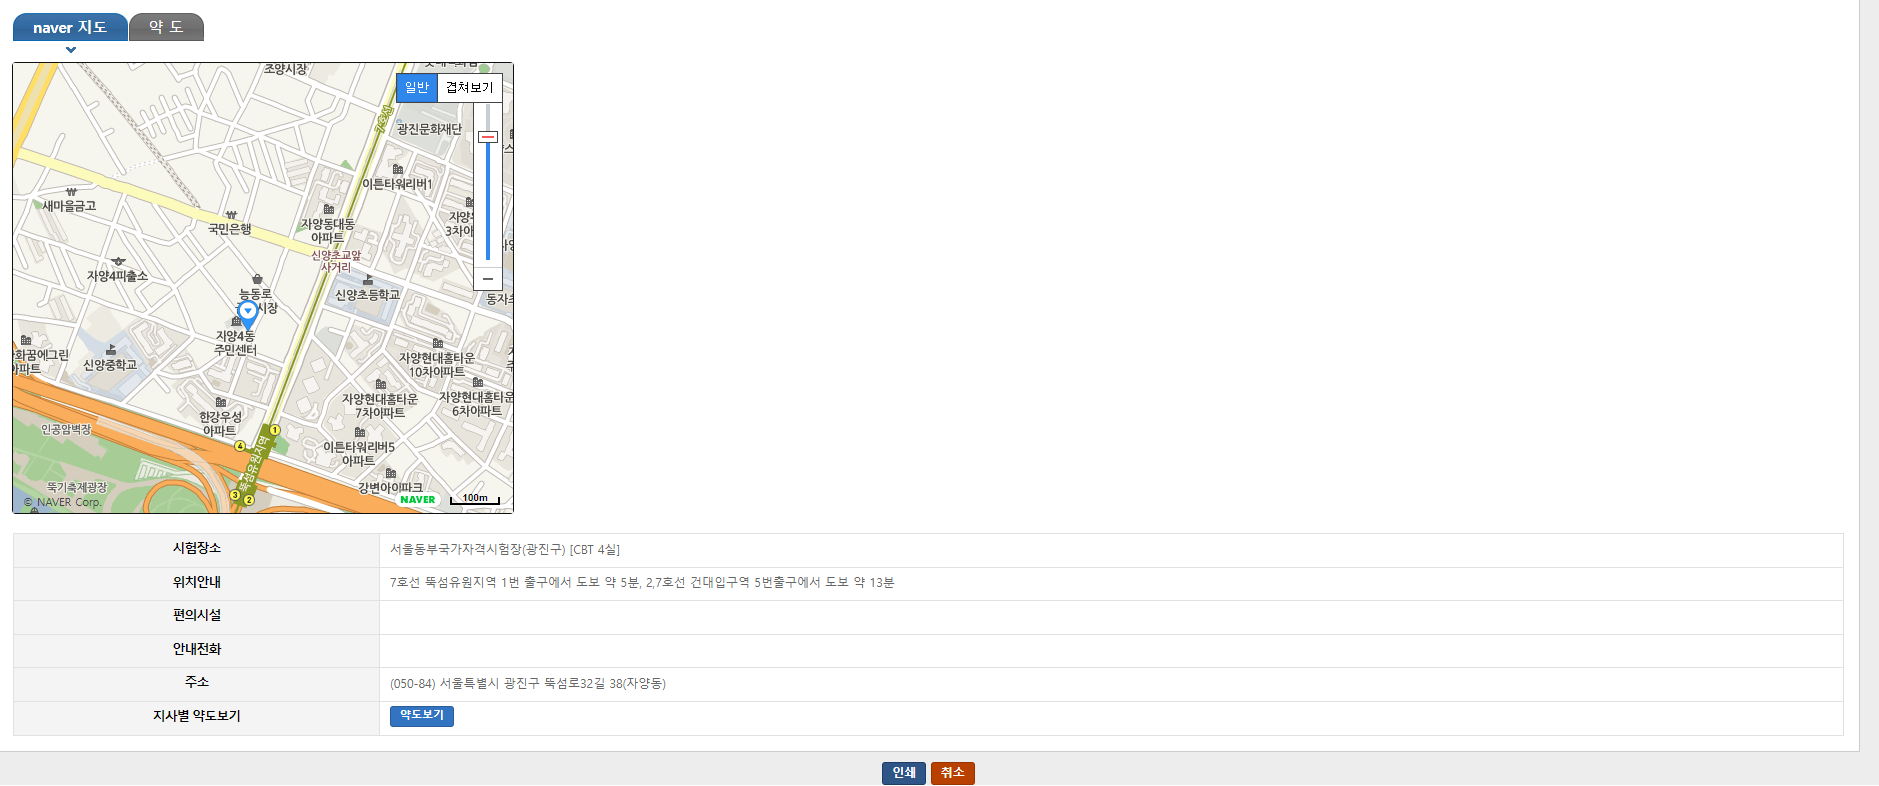 naver 지도
약 도
조양시장
일반
겹쳐보기
7호선
광진문화재단
이튼타워리버1
새마을금고
국민은행
자양동대동
아파트
3차아
신양초교앞
사거리
자양4파출소
능동로
시장
신양초등학교
동자초
자양4동
주민센터
화꿈에그린
아파트
신양중학교
자양현대홈타운
10차아파트
자양현대홈타운
7차아파트
자양현대홈타운
6차아파트
한강우성
아파트
인공암벽장
1
4
뚝섬유원지역
이튼타워리버5
아파트
강변아이파크
뚝기축제광장
3
2
NAVER
100m
© NAVER Corp.
시험장소
서울동부국가자격시험장(광진구) [CBT 4실]
위치안내
7호선 뚝섬유원지역 1번 출구에서 도보 약 5분, 2,7호선 건대입구역 5번출구에서 도보 약 13분
편의시설
안내전화
주소
(050-84) 서울특별시 광진구 뚝섬로32길 38(자양동)
지사별 약도보기
약도보기
인쇄
취소